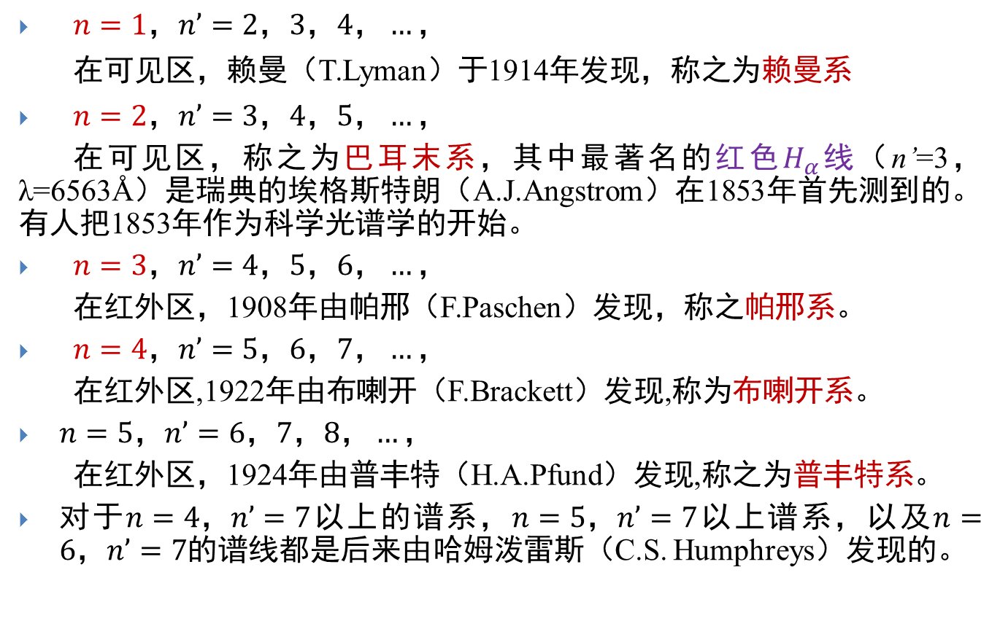 n = 1，n’ = 2，3，4， …，
在可见区，赖曼（T.Lyman）于1914年发现，称之为赖曼系
n = 2，n’ = 3，4，5， …，
在可见区，称之为巴耳末系，其中最著名的红色Hα线（n’=3，
λ=6563Å）是瑞典的埃格斯特朗（A.J.Angstrom）在1853年首先测到的。
有人把1853年作为科学光谱学的开始。
n = 3，n’ = 4，5，6， …，
在红外区，1908年由帕邢（F.Paschen）发现，称之帕邢系。
n = 4，n’ = 5，6，7， …，
在红外区,1922年由布喇开（F.Brackett）发现,称为布喇开系。
n = 5，n’ = 6，7，8， …，
在红外区，1924年由普丰特（H.A.Pfund）发现,称之为普丰特系。
对于n = 4，n’ = 7以上的谱系，n = 5，n’ = 7以上谱系，以及n =
6，n’ = 7的谱线都是后来由哈姆泼雷斯（C.S. Humphreys）发现的。